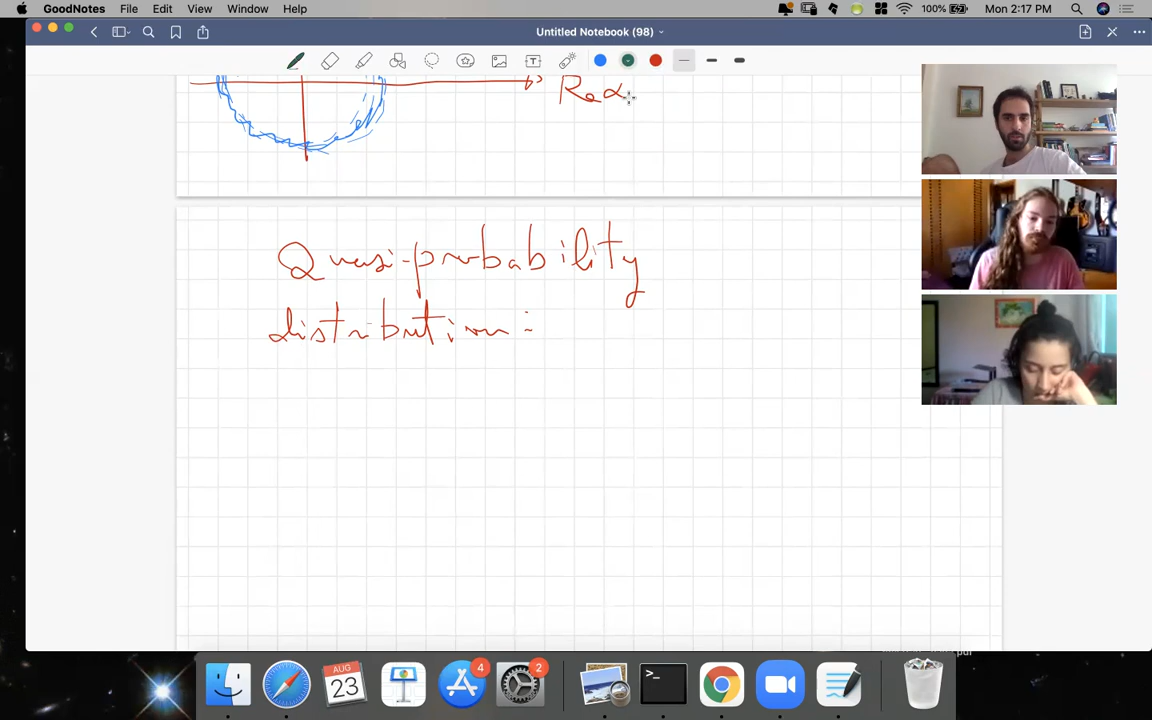 GoodNotes File Edit View Window Help 100% Mon 2:17 PM
Untitled Notebook (98)
Re α
Quasi-probability
distribution :
.pdf
AUG
23
4
2
>_